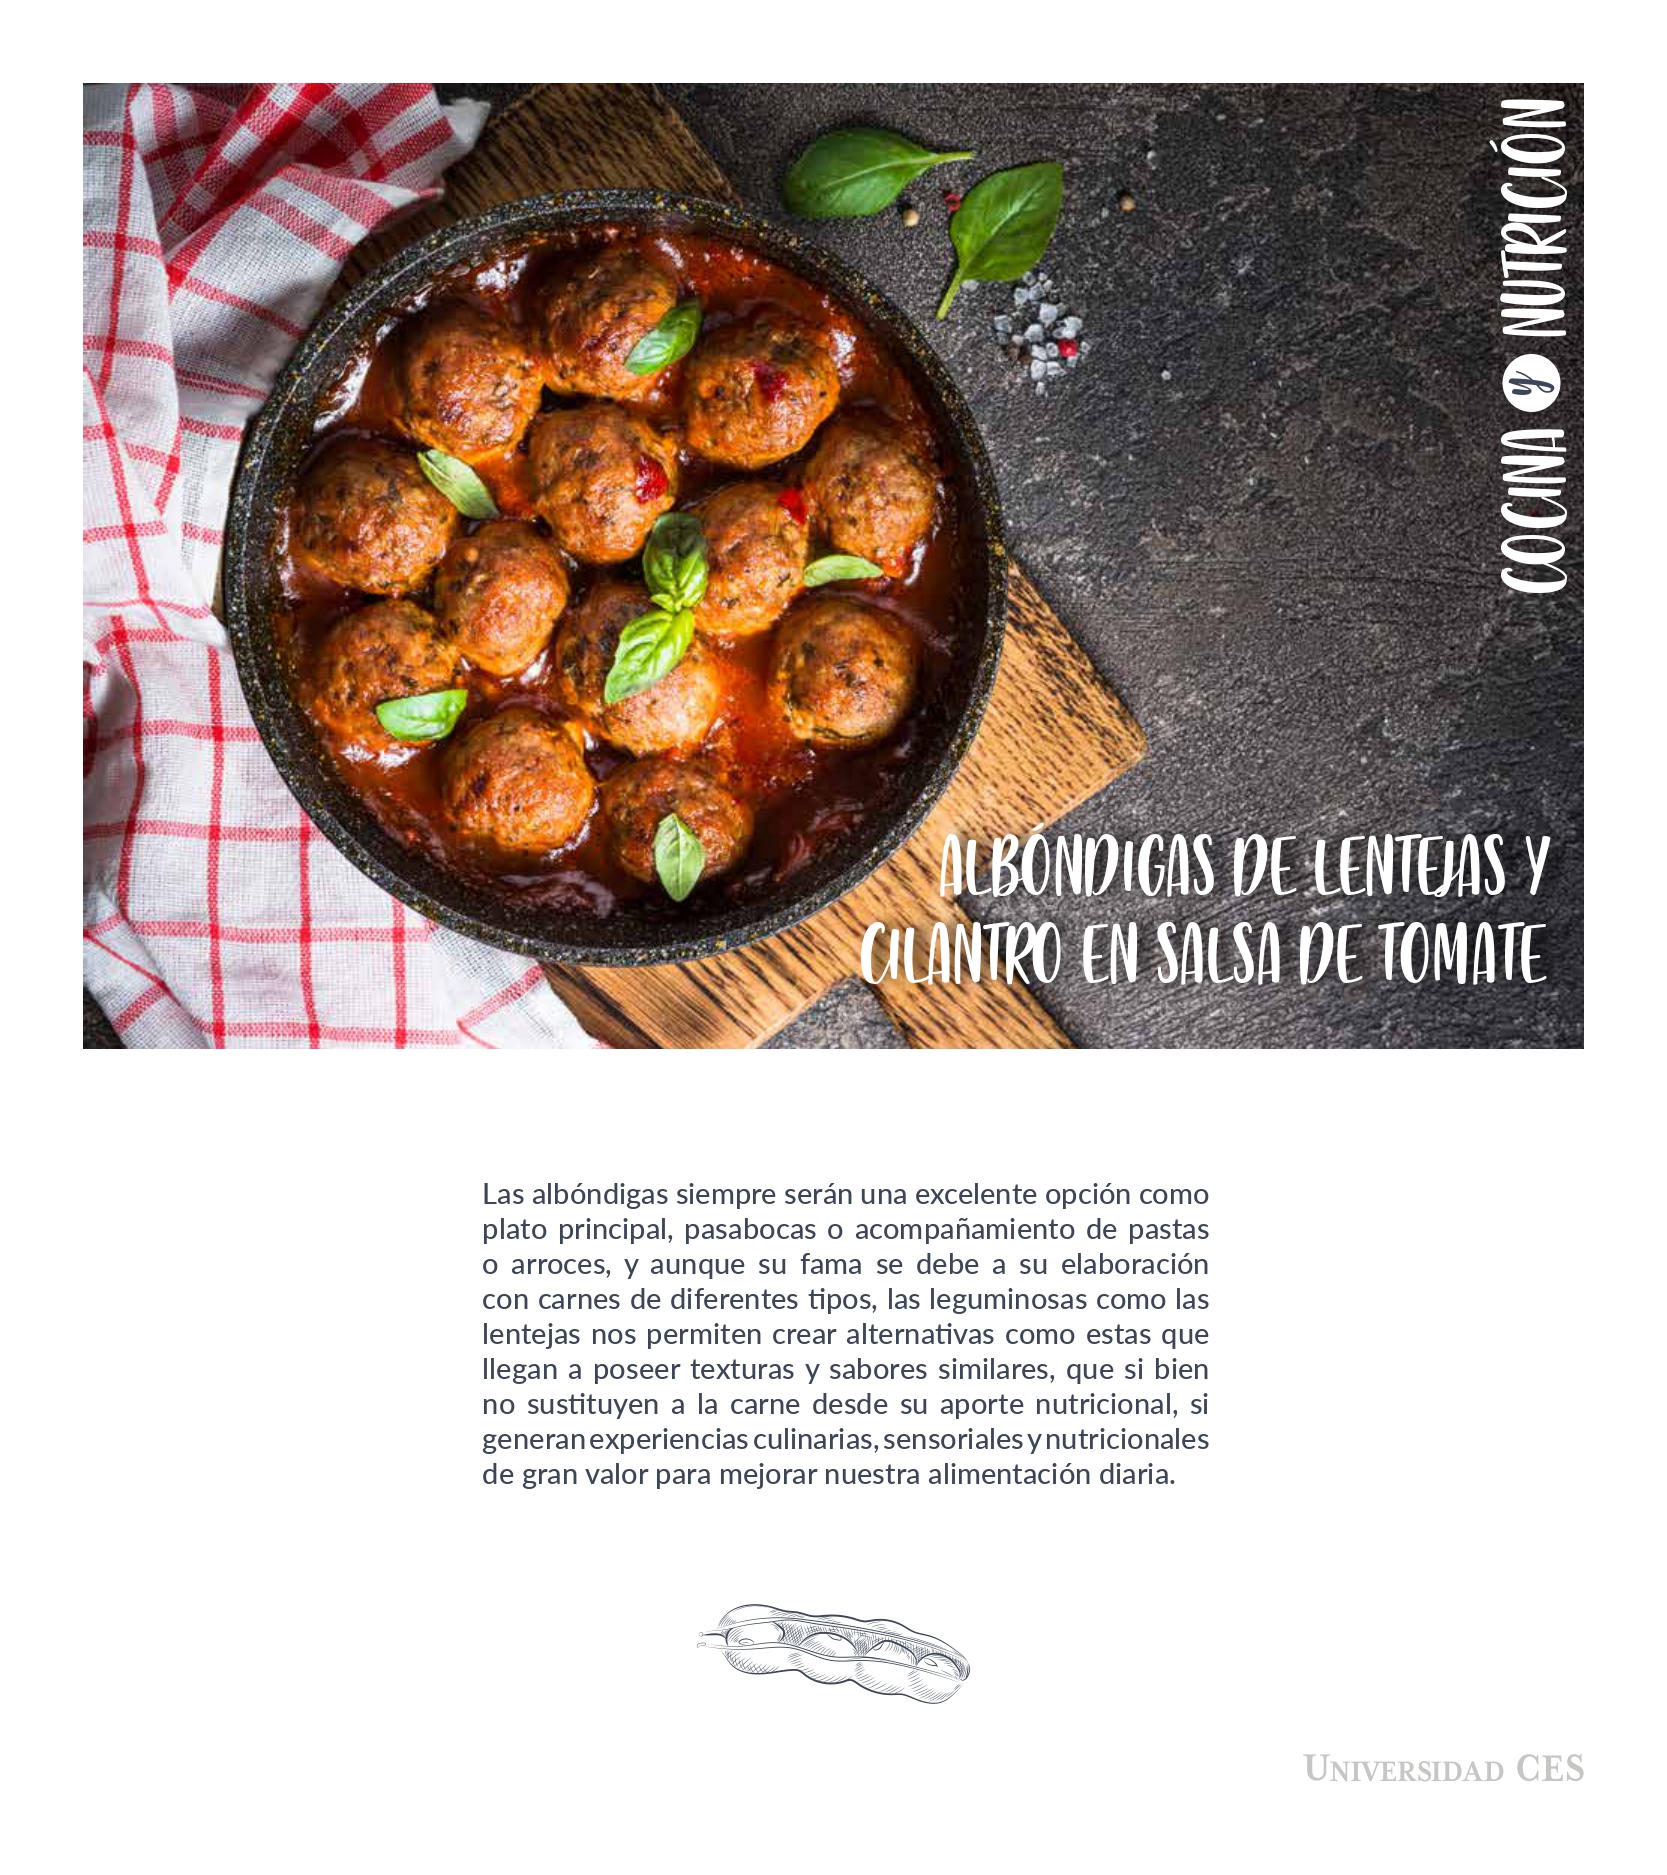 COCINA y NUTRICIÓN
ALBÓNDIGAS DE LENTEJAS Y
CILANTRO EN SALSA DE TOMATE
Las albóndigas siempre serán una excelente opción como
plato principal, pasabocas o acompañamiento de pastas
o arroces, y aunque su fama se debe a su elaboración
con carnes de diferentes tipos, las leguminosas como las
lentejas nos permiten crear alternativas como estas que
llegan a poseer texturas y sabores similares, que si bien
no sustituyen a la carne desde su aporte nutricional, si
generan experiencias culinarias, sensoriales y nutricionales
de gran valor para mejorar nuestra alimentación diaria.
UNIVERSIDAD CES